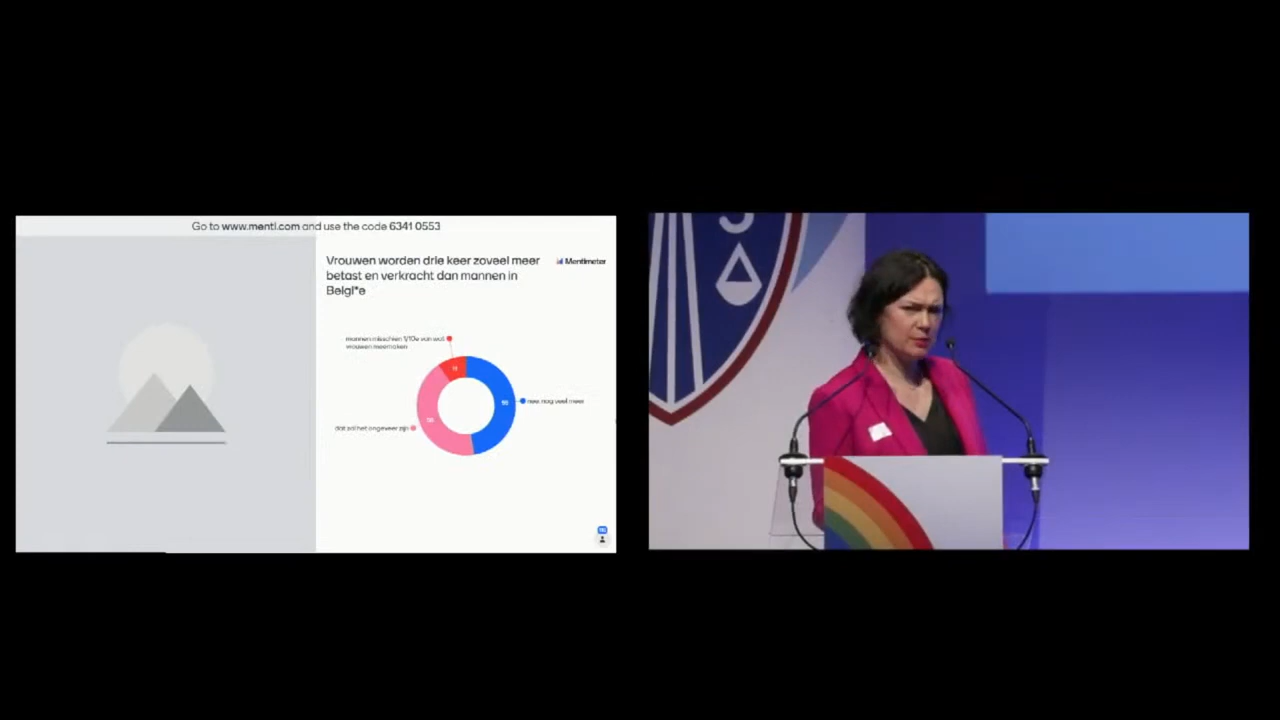 Go to www.menti.com and use the code 6341 0553
Vrouwen worden drie keer zoveel meer
betast en verkracht dan mannen in
Belgi*e
Mentimeter
mannen misschien 1/10e van wat
vrouwen meemaken
nee, nog veel meer
dat zal het ongeveer zijn